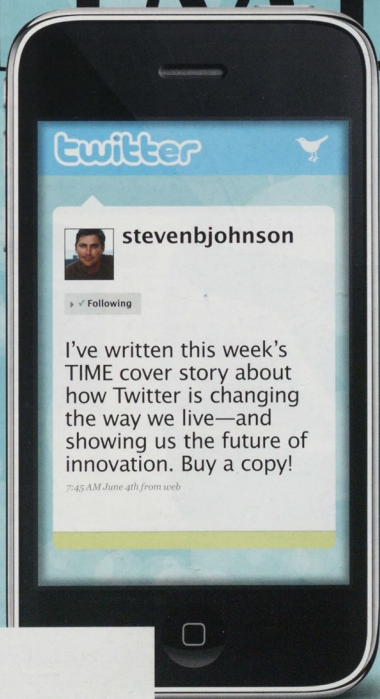 twitter
stevenbjohnson
Following
I've written this week's
TIME cover story about
how Twitter is changing
the way we live—and
showing us the future of
innovation. Buy a copy!
7:45 AM June 4th from web